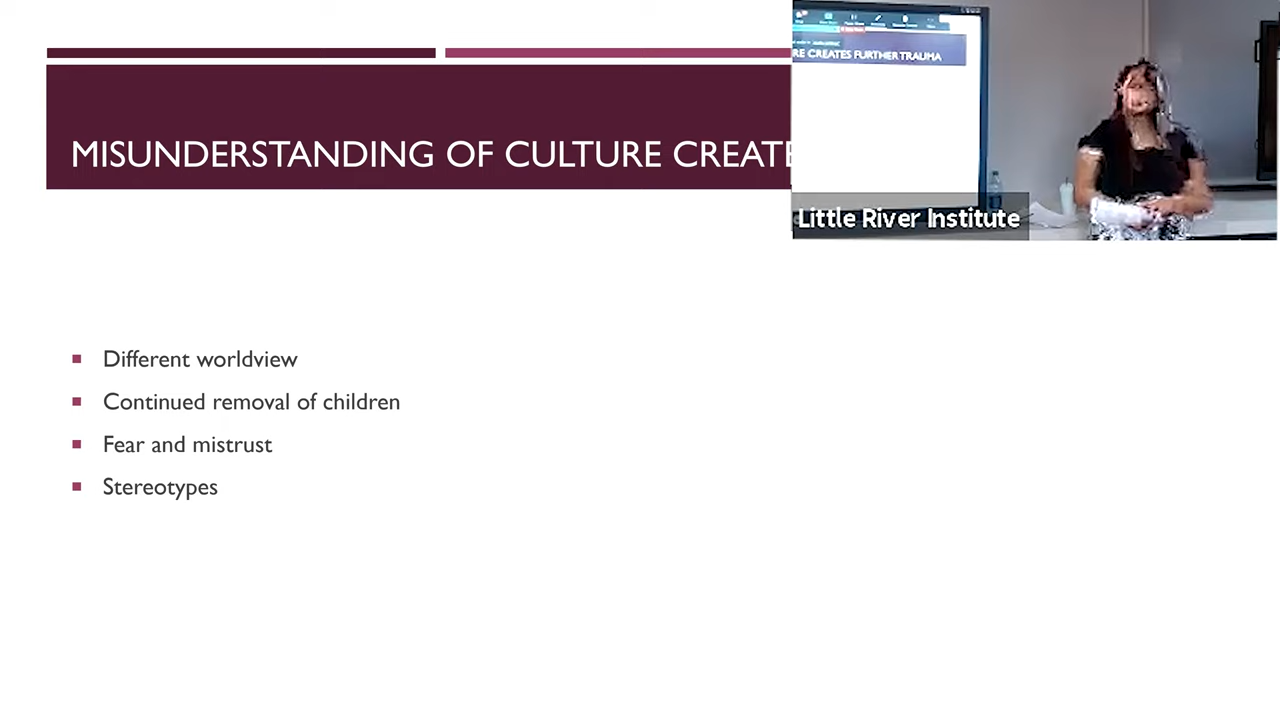 MISUNDERSTANDING OF CULTURE CREATE
RE CREATES FURTHER TRAUMA
Little River Institute
Different worldview
Continued removal of children
Fear and mistrust
Stereotypes